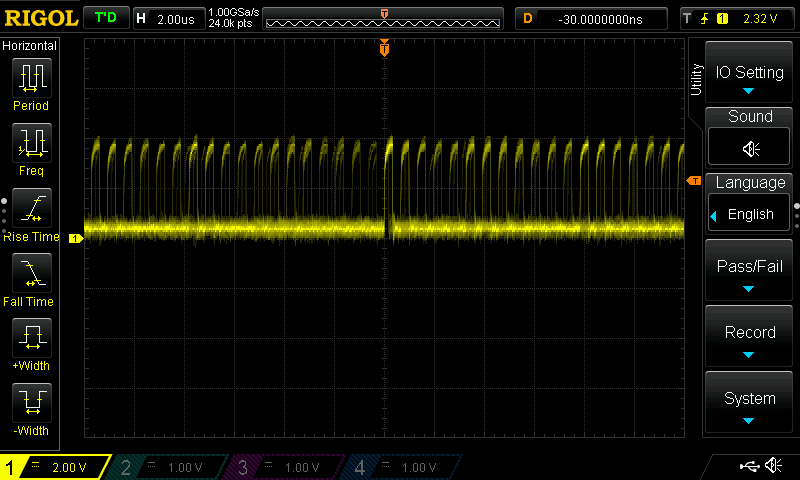 RIGOL T'D H 2.00us 1.00GSa/s
24.0k pts T D -30.0000000ns T 1 2.32 V
Horizontal
Period
Freq
Rise Time
Fall Time
+Width
-Width
T
T
1
Utility
IO Setting
Sound
Language
English
Pass/Fail
Record
System
1 2.00 V 2 1.00 V 3 1.00 V 4 1.00 V